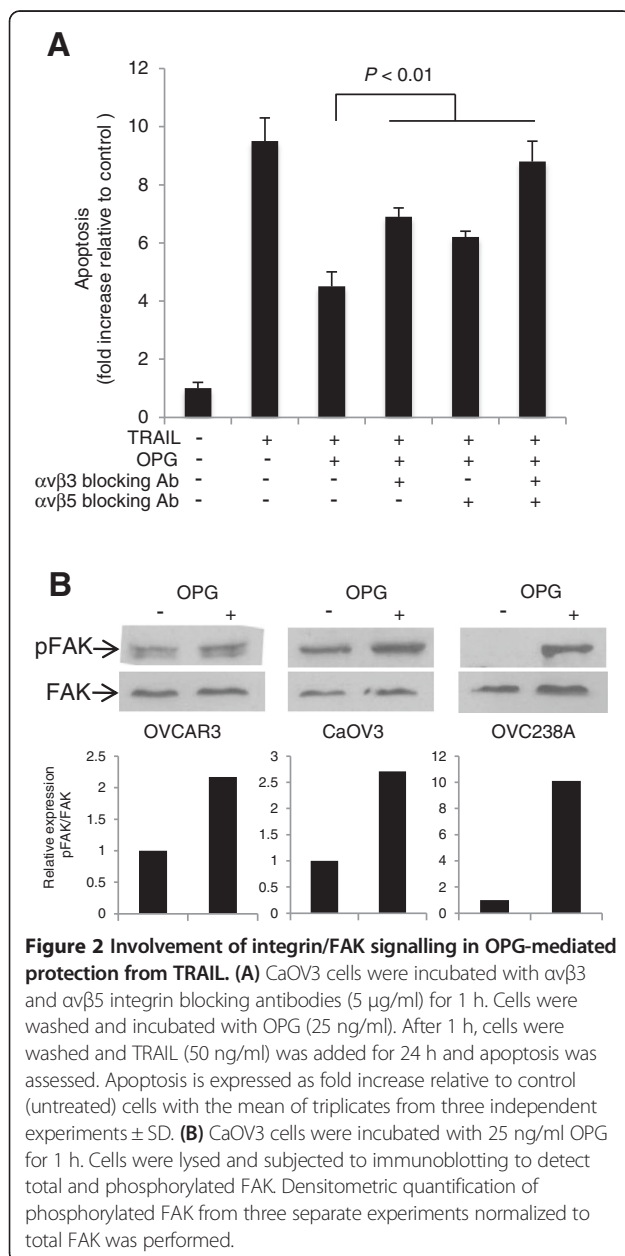 A
P < 0.01
Apoptosis
(fold increase relative to control )
12
10
8
6
4
2
0
TRAIL - + + + + +
OPG - - + + + +
αvβ3 blocking Ab - - - + - +
αvβ5 blocking Ab - - - - + +
B
OPG OPG OPG
- + - + - +
pFAK
FAK
OVCAR3 CaOV3 OVC238A
Relative expression
pFAK/FAK
2.5
2
1.5
1
0.5
0
3
2.5
2
1.5
1
0.5
0
12
10
8
6
4
2
0
Figure 2 Involvement of integrin/FAK signalling in OPG-mediated
protection from TRAIL. (A) CaOV3 cells were incubated with αvβ3
and αvβ5 integrin blocking antibodies (5 μg/ml) for 1 h. Cells were
washed and incubated with OPG (25 ng/ml). After 1 h, cells were
washed and TRAIL (50 ng/ml) was added for 24 h and apoptosis was
assessed. Apoptosis is expressed as fold increase relative to control
(untreated) cells with the mean of triplicates from three independent
experiments ± SD. (B) CaOV3 cells were incubated with 25 ng/ml OPG
for 1 h. Cells were lysed and subjected to immunoblotting to detect
total and phosphorylated FAK. Densitometric quantification of
phosphorylated FAK from three separate experiments normalized to
total FAK was performed.